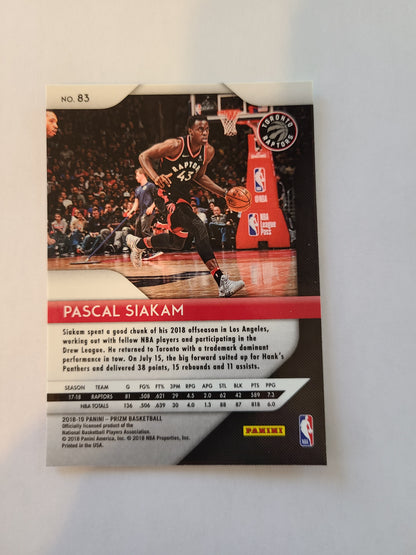 NO. 83
TORONTO
RAPTORS
RAPTORS
43
NBA
@NBA
NBA
League
Pass
PASCAL SIAKAM
Siakam spent a good chunk of his 2018 offseason in Los Angeles,
working out with fellow NBA players and participating in the
Drew League. He returned to Toronto with a trademark dominant
performance in tow. On July 15, the big forward suited up for Hank's
Panthers and delivered 38 points, 15 rebounds and 11 assists.
SEASON TEAM G FG% FT% 3PM RPG APG STL BLK PTS PPG
17-18 RAPTORS 81 .508 .621 29 4.5 2.0 62 42 589 7.3
NBA TOTALS 136 .506 .639 30 4.0 1.3 88 87 818 6.0
2018-19 PANINI - PRIZM BASKETBALL
Officially licensed product of the
National Basketball Players Association.
© 2018 Panini America, Inc. © 2018 NBA Properties, Inc.
Printed in the USA.
PANINI
NBA